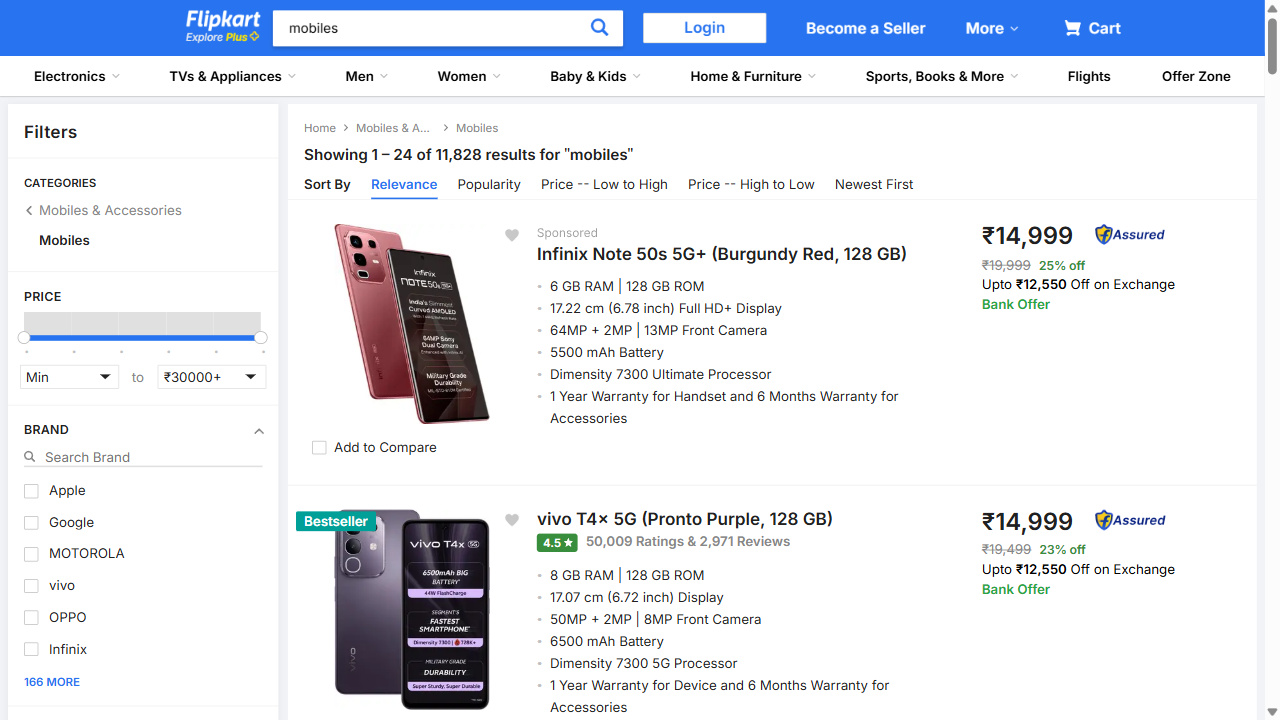 Flipkart
Explore Plus
mobiles
Login
Become a Seller
More
Cart
Electronics
TVs & Appliances
Men
Women
Baby & Kids
Home & Furniture
Sports, Books & More
Flights
Offer Zone
Filters
CATEGORIES
Mobiles & Accessories
Mobiles
PRICE
Min
to
₹30000+
BRAND
Search Brand
Apple
Google
MOTOROLA
vivo
OPPO
Infinix
166 MORE
Home
Mobiles & A...
Mobiles
Showing 1 – 24 of 11,828 results for "mobiles"
Sort By
Relevance
Popularity
Price -- Low to High
Price -- High to Low
Newest First
Infinix
NOTE50s
India's Slimmest
Curved AMOLED
64MP Sony
Dual Camera
Military Grade
Durability
Add to Compare
Sponsored
Infinix Note 50s 5G+ (Burgundy Red, 128 GB)
6 GB RAM | 128 GB ROM
17.22 cm (6.78 inch) Full HD+ Display
64MP + 2MP | 13MP Front Camera
5500 mAh Battery
Dimensity 7300 Ultimate Processor
1 Year Warranty for Handset and 6 Months Warranty for
Accessories
₹14,999
Assured
₹19,999 25% off
Upto ₹12,550 Off on Exchange
Bank Offer
Bestseller
vivo T4x 5G
6500mAh BIG
BATTERY
44W FlashCharge
SEGMENT'S
FASTEST
SMARTPHONE
Dimensity 7300 | 728K+
MILITARY GRADE
DURABILITY
Super Sturdy, Super Durable
vivo
vivo T4x 5G (Pronto Purple, 128 GB)
4.5★ 50,009 Ratings & 2,971 Reviews
8 GB RAM | 128 GB ROM
17.07 cm (6.72 inch) Display
50MP + 2MP | 8MP Front Camera
6500 mAh Battery
Dimensity 7300 5G Processor
1 Year Warranty for Device and 6 Months Warranty for
Accessories
₹14,999
Assured
₹19,499 23% off
Upto ₹12,550 Off on Exchange
Bank Offer